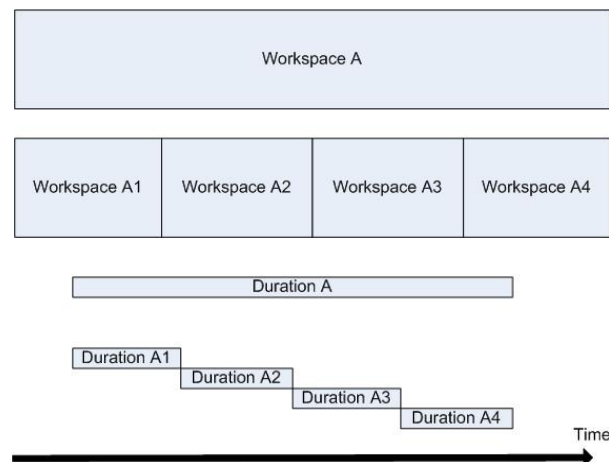 Workspace A
Workspace A1 Workspace A2 Workspace A3 Workspace A4
Duration A
Duration A1
Duration A2
Duration A3
Duration A4
Time